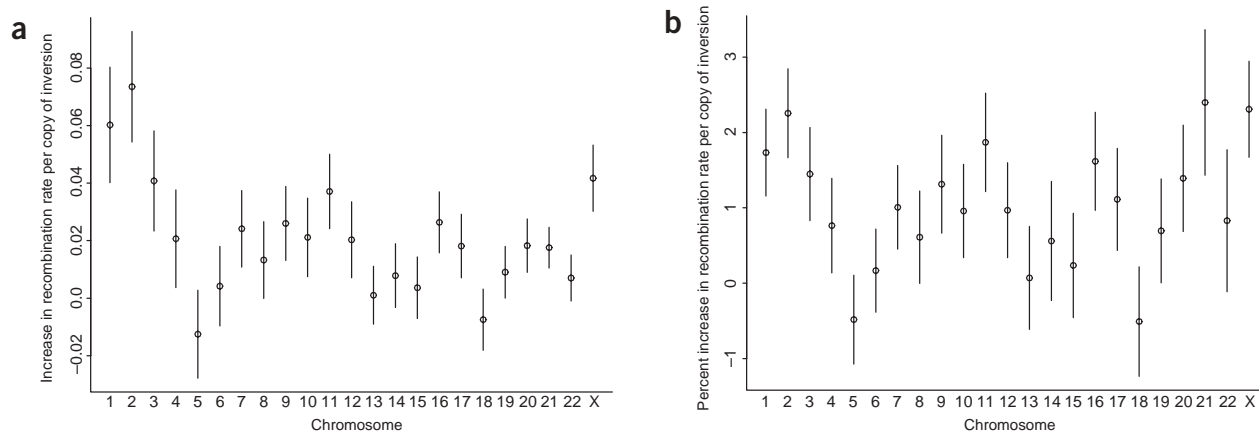 a
Increase in recombination rate per copy of inversion
0.08
0.06
0.04
0.02
0.0
−0.02
1 2 3 4 5 6 7 8 9 10 11 12 13 14 15 16 17 18 19 20 21 22 X
Chromosome
b
Percent increase in recombination rate per copy of inversion
3
2
1
0
−1
1 2 3 4 5 6 7 8 9 10 11 12 13 14 15 16 17 18 19 20 21 22 X
Chromosome